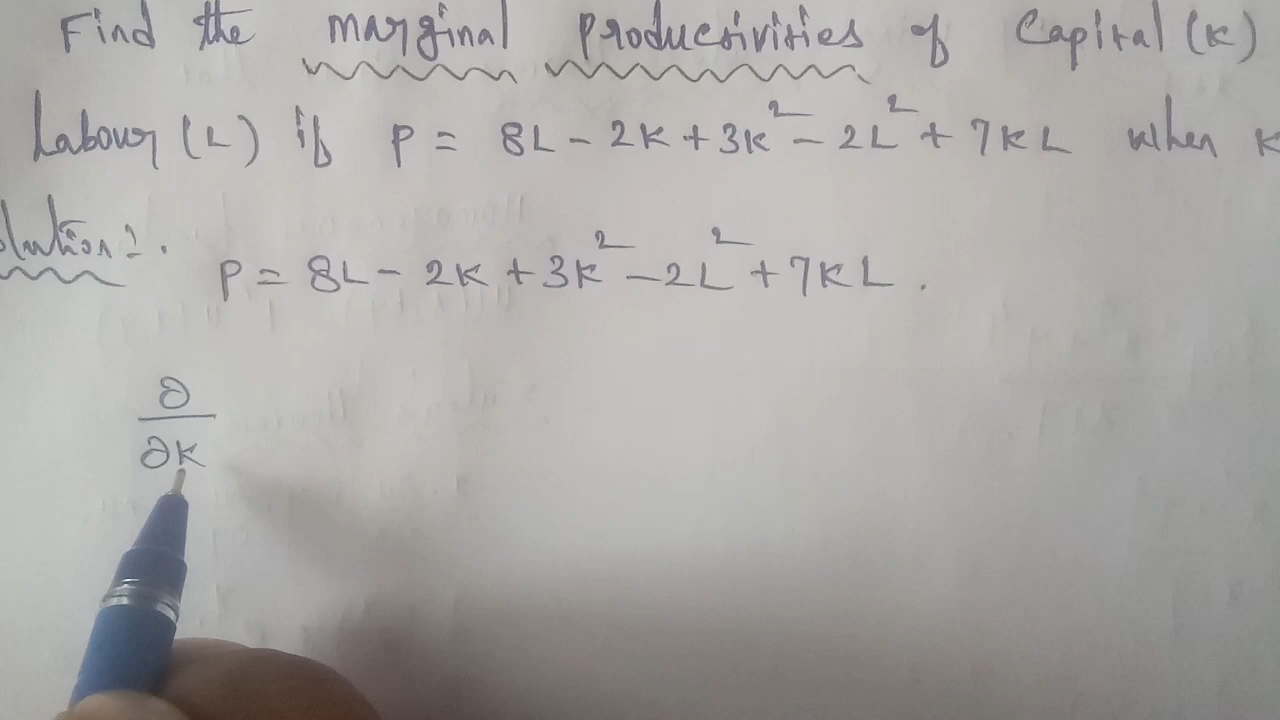 Find the marginal Productivities of Capital (K)
Labour (L) if P = 8L - 2K + 3K² - 2L² + 7KL when K
olution:.
P = 8L - 2K + 3K² - 2L² + 7KL.
∂
∂K